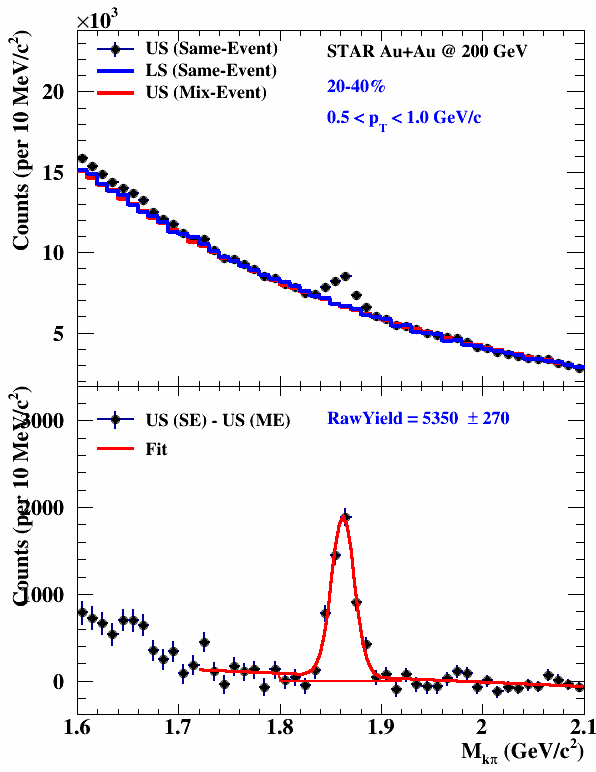 ×10³
US (Same-Event)
LS (Same-Event)
US (Mix-Event)
STAR Au+Au @ 200 GeV
20-40%
0.5 < p_T < 1.0 GeV/c
Counts (per 10 MeV/c²)
20
15
10
5
US (SE) - US (ME)
Fit
RawYield = 5350 ± 270
Counts (per 10 MeV/c²)
3000
2000
1000
0
1.6 1.7 1.8 1.9 2 2.1
M_kπ (GeV/c²)